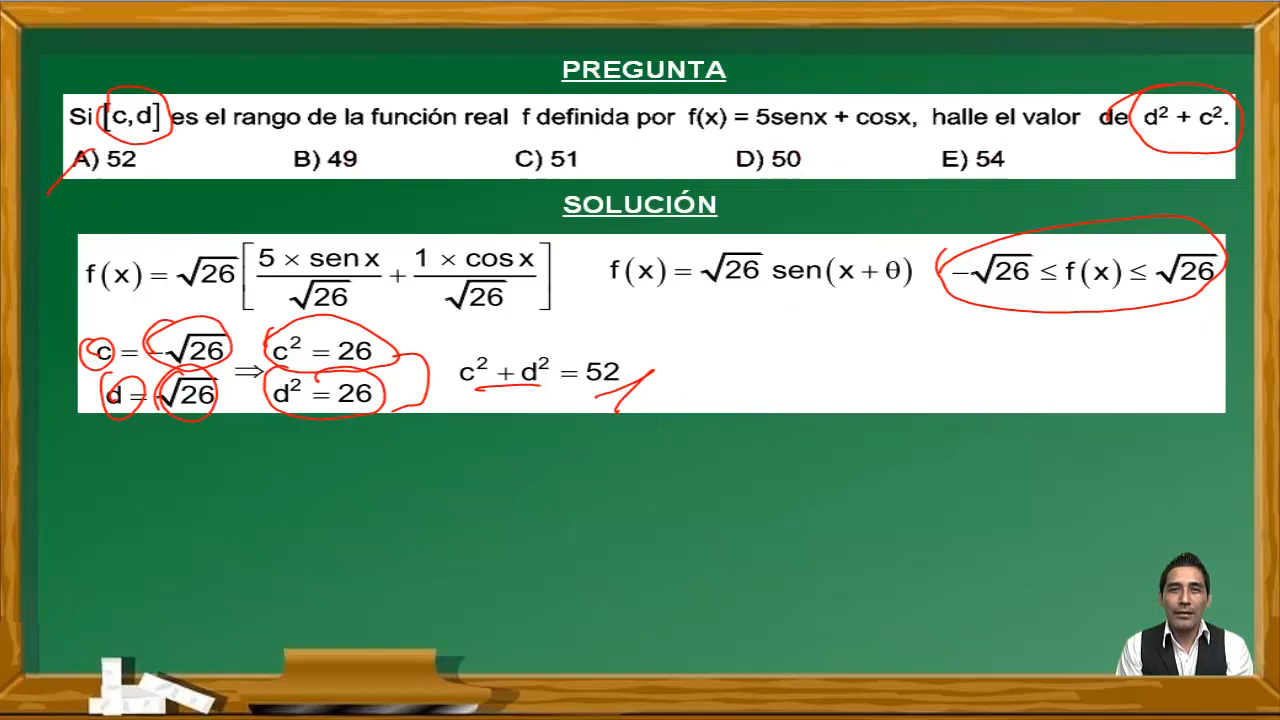 PREGUNTA
Si [c,d] es el rango de la función real f definida por f(x) = 5senx + cosx, halle el valor de d² + c².
A) 52 B) 49 C) 51 D) 50 E) 54
SOLUCIÓN
f(x) = √26 [ 5 × sen x / √26 + 1 × cos x / √26 ] f(x) = √26 sen(x + θ) −√26 ≤ f(x) ≤ √26
c = −√26 ⇒ c² = 26
d = √26 d² = 26
c² + d² = 52